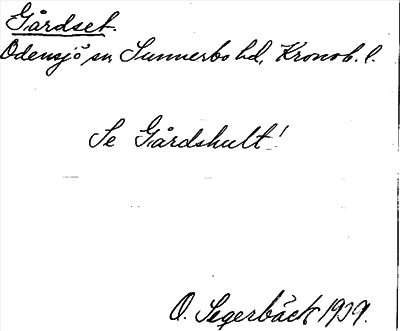 Gårdset.
Odensjö sn, Sunnerbo hd, Kronob. l.
Se Gårdshult!
O. Segerbäck 1939.